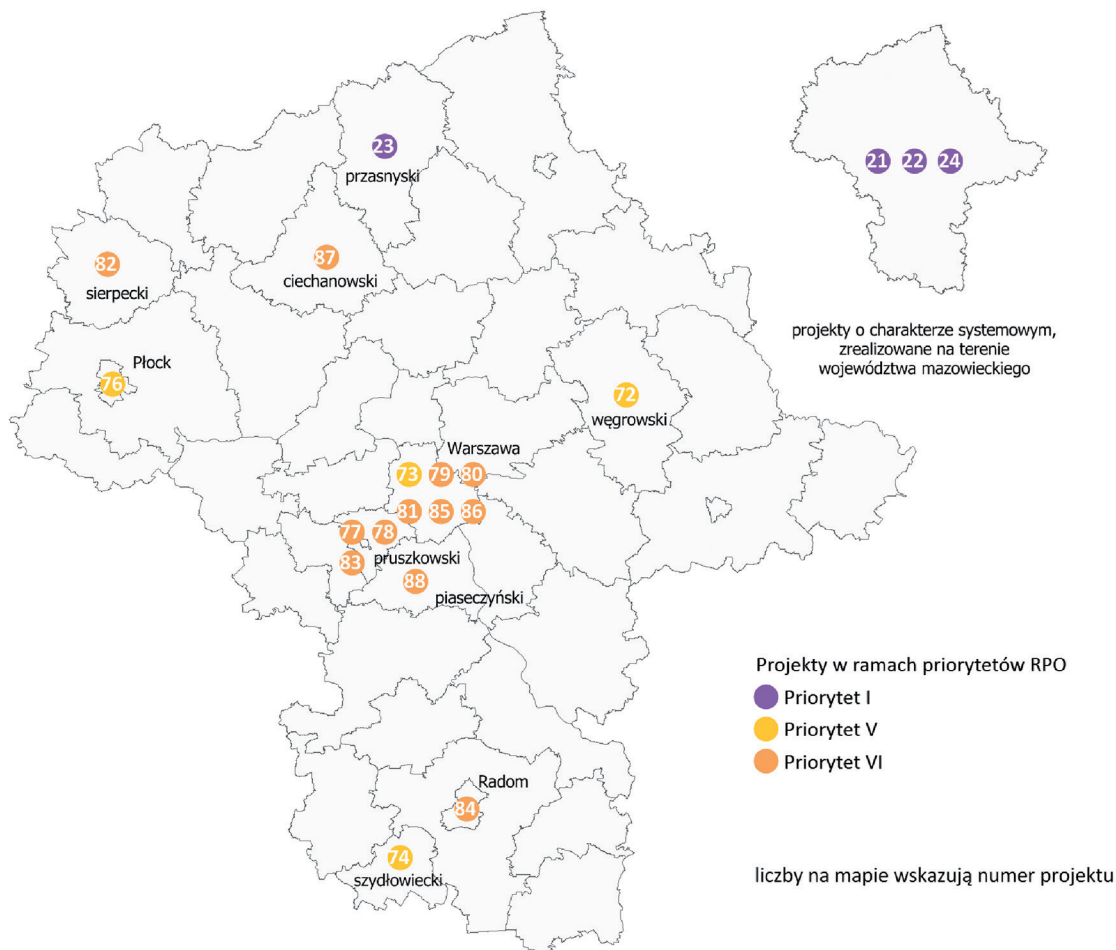 23
przasnyski
21 22 24
82
sierpecki
87
ciechanowski
projekty o charakterze systemowym,
zrealizowane na terenie
województwa mazowieckiego
Płock
76
72
węgrowski
Warszawa
73 79 80
81 85 86
77 78
pruszkowski
83
88
piaseczyński
Projekty w ramach priorytetów RPO
Priorytet I
Priorytet V
Priorytet VI
Radom
84
74
szydłowiecki
liczby na mapie wskazują numer projektu